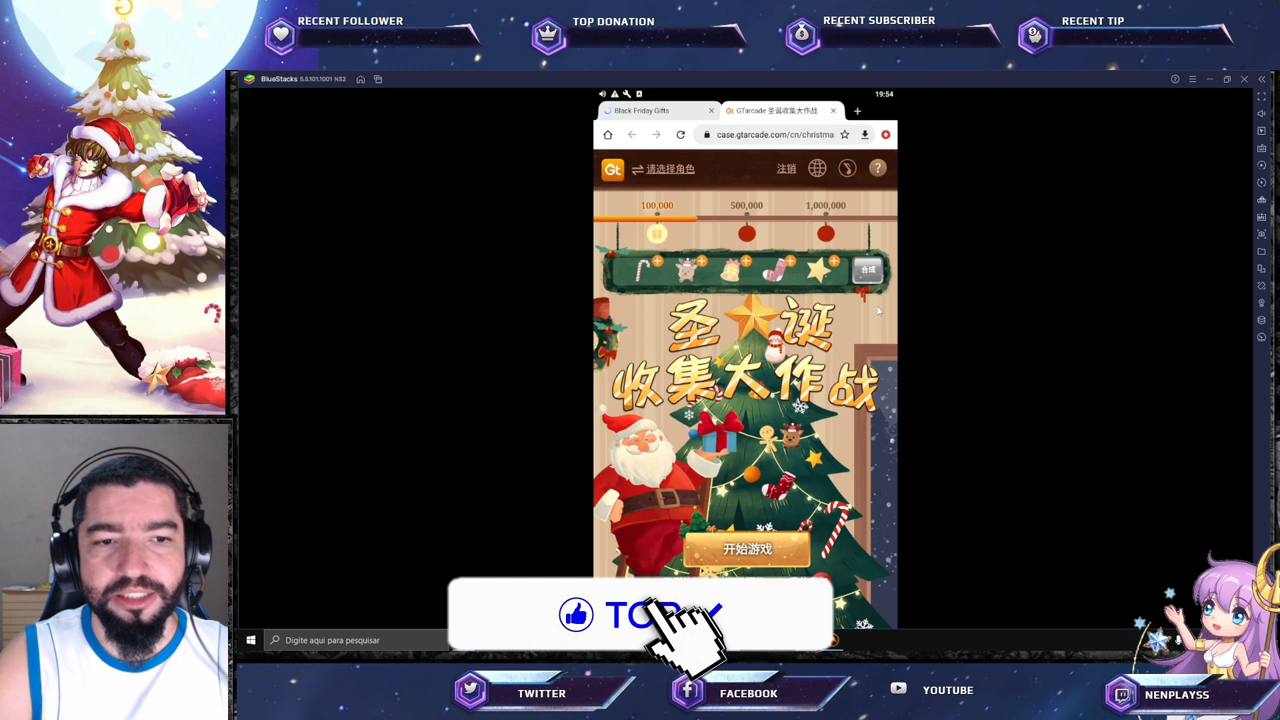 RECENT FOLLOWER
TOP DONATION
RECENT SUBSCRIBER
RECENT TIP
BlueStacks 5.5.101.1001 N32
19:54
Black Friday Gifts
Gt GTarcade 圣诞收集大作战
case.gtarcade.com/cn/christma
Gt 请选择角色 注销 ?
100,000 500,000 1,000,000
合成
圣诞
收集大作战
开始游戏
Digite aqui para pesquisar
TWITTER
FACEBOOK
YOUTUBE
NENPLAYSS